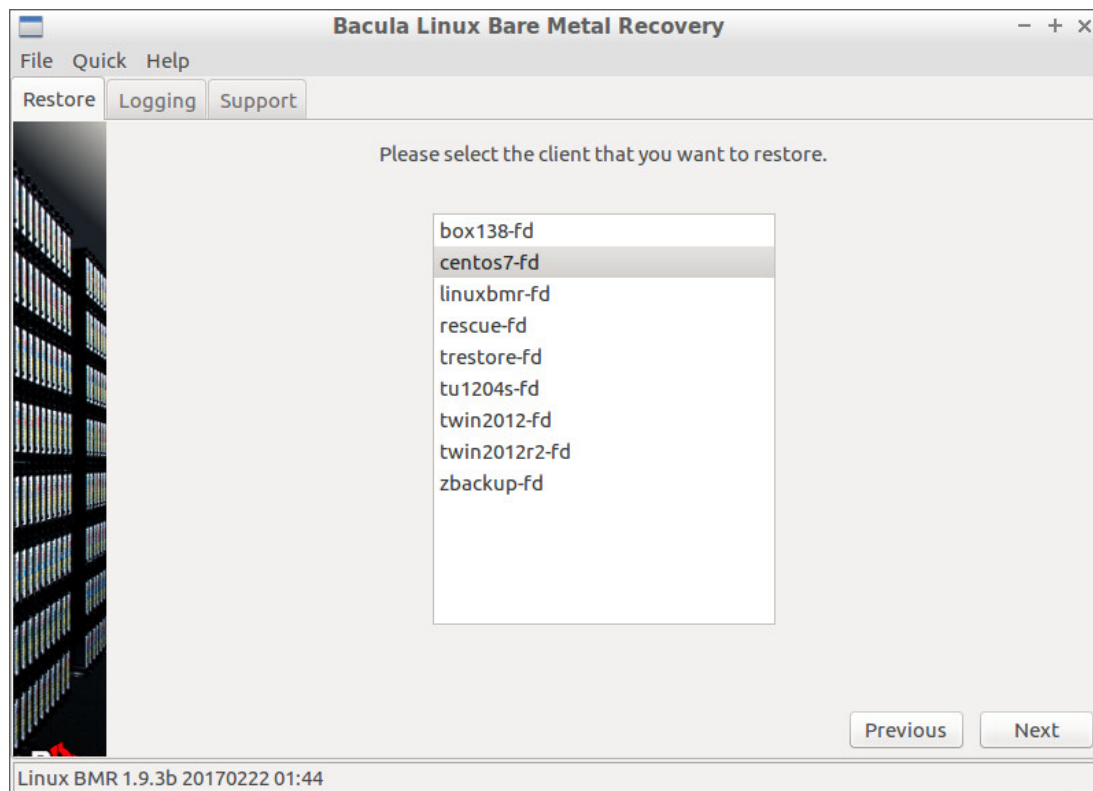 Bacula Linux Bare Metal Recovery
File Quick Help
Restore Logging Support
Please select the client that you want to restore.
box138-fd
centos7-fd
linuxbmr-fd
rescue-fd
trestore-fd
tu1204s-fd
twin2012-fd
twin2012r2-fd
zbackup-fd
Previous Next
Linux BMR 1.9.3b 20170222 01:44